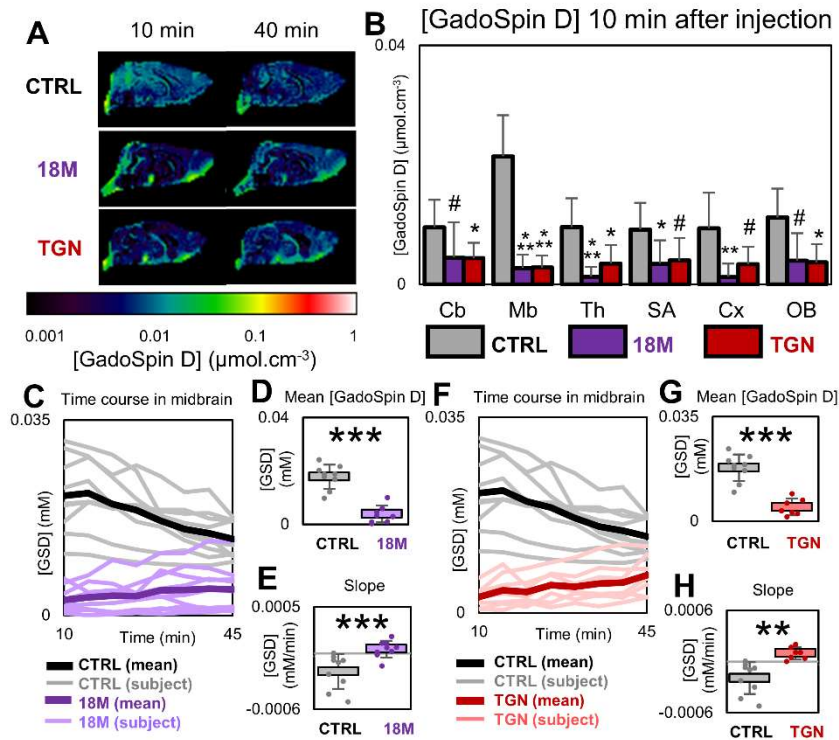 A
10 min 40 min
CTRL
18M
TGN
0.001 0.01 0.1 1
[GadoSpin D] (µmol.cm⁻³)
B
[GadoSpin D] 10 min after injection
0.04
[GadoSpin D] (µmol.cm⁻³)
0
# * *** *** *** * * # ** # # *
Cb Mb Th SA Cx OB
CTRL 18M TGN
C
Time course in midbrain
0.035
[GSD] (mM)
0
10 Time (min) 45
CTRL (mean)
CTRL (subject)
18M (mean)
18M (subject)
D
Mean [GadoSpin D]
0.04
[GSD]
(mM)
***
0
CTRL 18M
E
Slope
0.0005
[GSD]
(mM/min)
***
-0.0006
CTRL 18M
F
Time course in midbrain
0.035
[GSD] (mM)
0
10 Time (min) 45
CTRL (mean)
CTRL (subject)
TGN (mean)
TGN (subject)
G
Mean [GadoSpin D]
0.035
[GSD]
(mM)
***
0
CTRL TGN
H
Slope
0.0006
[GSD]
(mM/min)
**
-0.0006
CTRL TGN